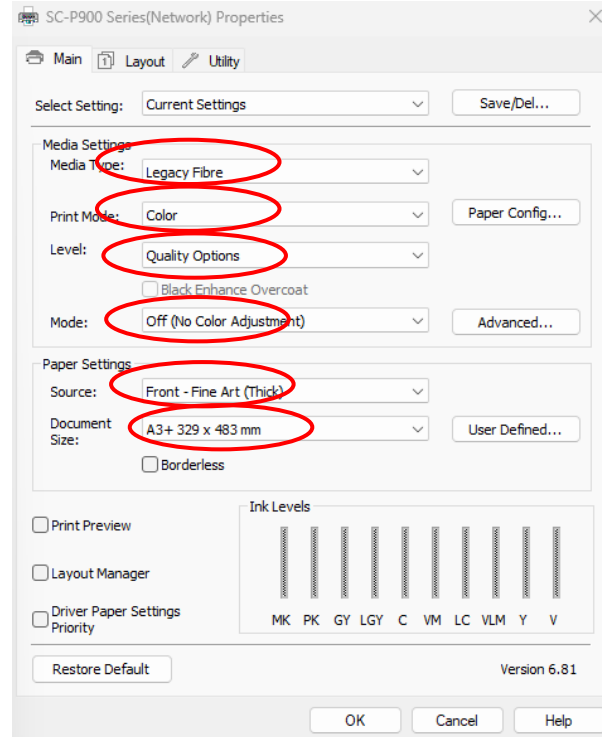 SC-P900 Series(Network) Properties
Main 1 Layout Utility
Select Setting: Current Settings Save/Del...
Media Settings
Media Type: Legacy Fibre
Print Mode: Color Paper Config...
Level: Quality Options
Black Enhance Overcoat
Mode: Off (No Color Adjustment) Advanced...
Paper Settings
Source: Front - Fine Art (Thick)
Document
Size: A3+ 329 x 483 mm User Defined...
Borderless
Ink Levels
Print Preview
Layout Manager
Driver Paper Settings
Priority
MK PK GY LGY C VM LC VLM Y V
Restore Default Version 6.81
OK Cancel Help